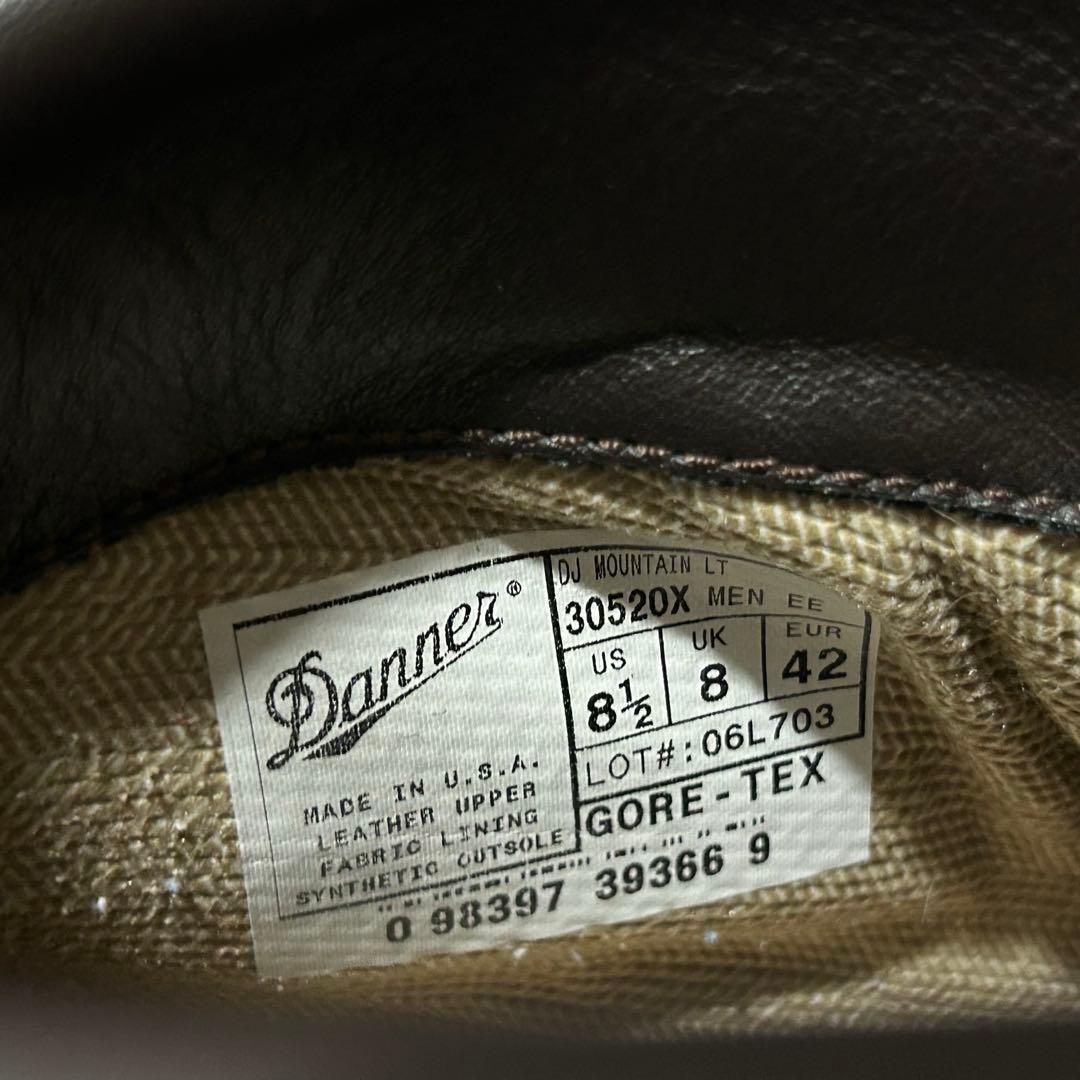 Danner®
MADE IN U.S.A.
LEATHER UPPER
FABRIC LINING
SYNTHETIC OUTSOLE
DJ MOUNTAIN LT
30520X MEN EE
US UK EUR
8½ 8 42
LOT#:06L703
GORE-TEX
0 98397 39366 9